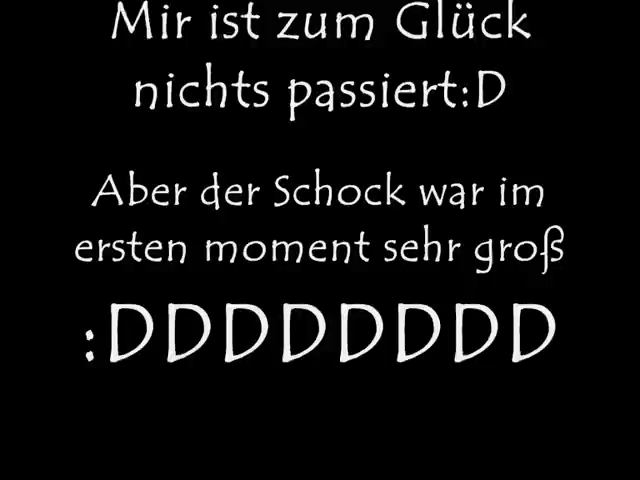 Mir ist zum Glück
nichts passiert:D
Aber der Schock war im
ersten moment sehr groß
:DDDDDDDD